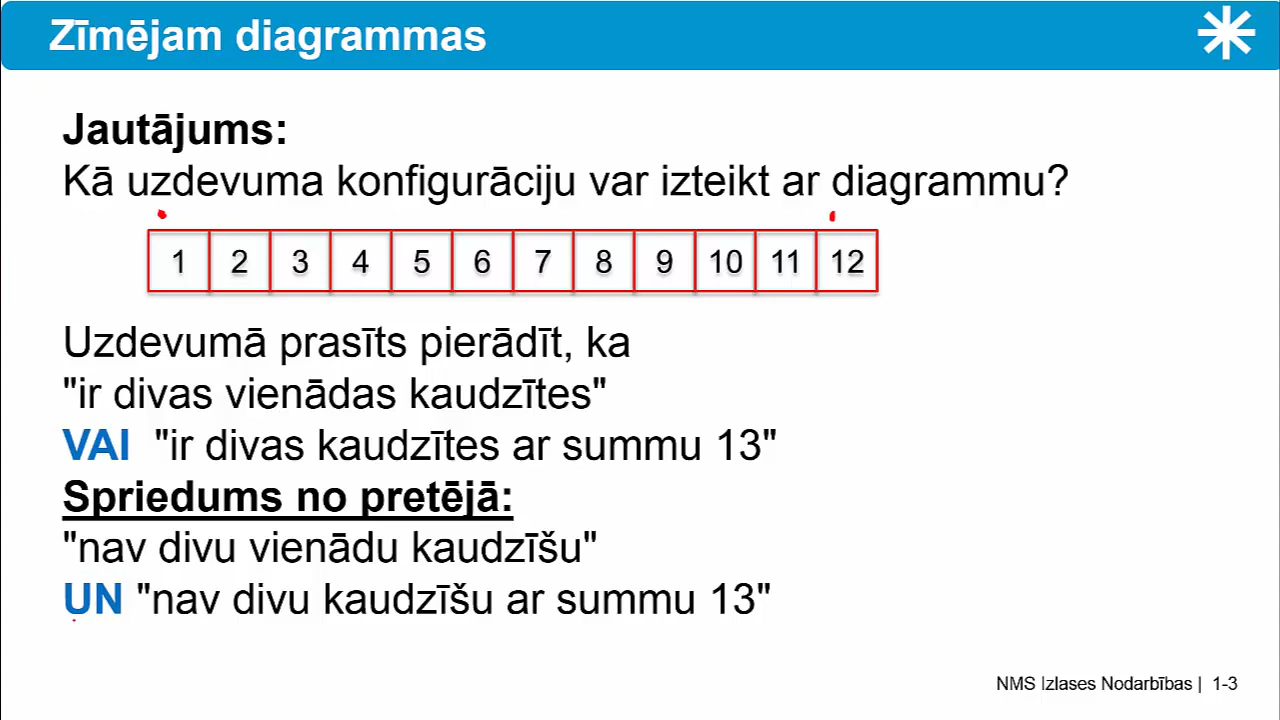 Zīmējam diagrammas
Jautājums:
Kā uzdevuma konfigurāciju var izteikt ar diagrammu?
1 2 3 4 5 6 7 8 9 10 11 12
Uzdevumā prasīts pierādīt, ka
"ir divas vienādas kaudzītes"
VAI "ir divas kaudzītes ar summu 13"
Spriedums no pretējā:
"nav divu vienādu kaudzīšu"
UN "nav divu kaudzīšu ar summu 13"
NMS Izlases Nodarbības | 1-3